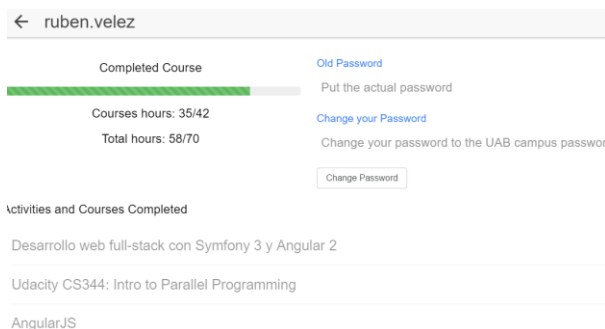 ruben.velez
Completed Course
Courses hours: 35/42
Total hours: 58/70
Old Password
Put the actual password
Change your Password
Change your password to the UAB campus passwor
Change Password
Activities and Courses Completed
Desarrollo web full-stack con Symfony 3 y Angular 2
Udacity CS344: Intro to Parallel Programming
AngularJS